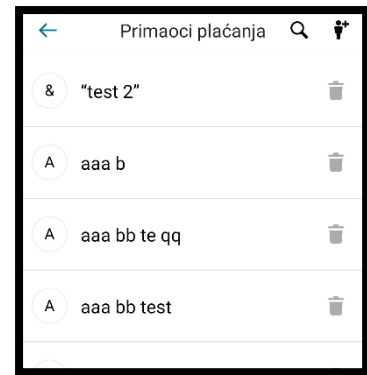 Primaoci plaćanja
& “test 2”
A aaa b
A aaa bb te qq
A aaa bb test